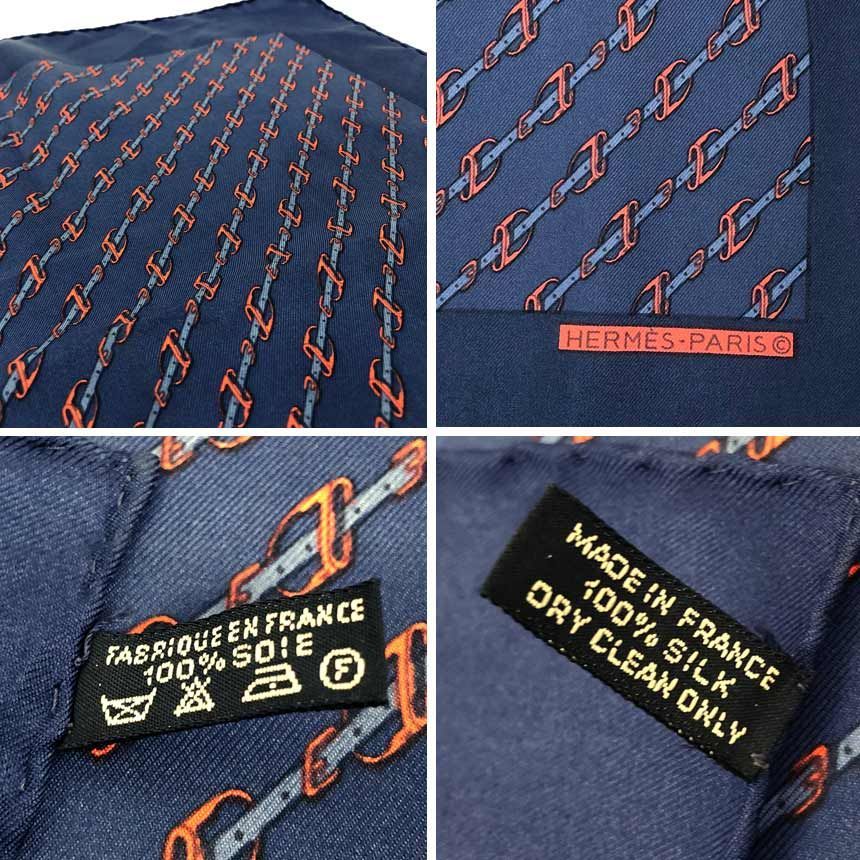 HERMÈS-PARIS ©
FABRIQUE EN FRANCE
100% SOIE
F
MADE IN FRANCE
100% SILK
DRY CLEAN ONLY